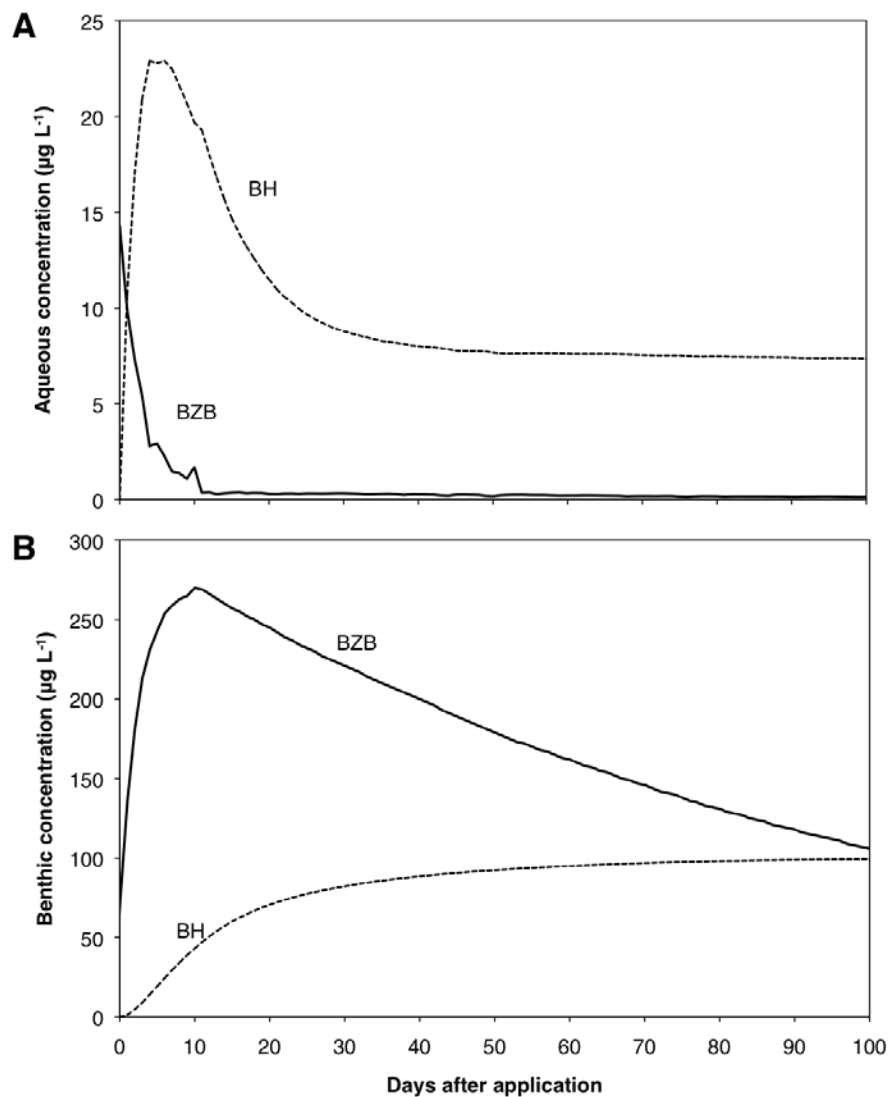 A
Aqueous concentration (µg L⁻¹)
25
20
15
10
5
0
BH
BZB
B
Benthic concentration (µg L⁻¹)
300
250
200
150
100
50
0
BZB
BH
0 10 20 30 40 50 60 70 80 90 100
Days after application